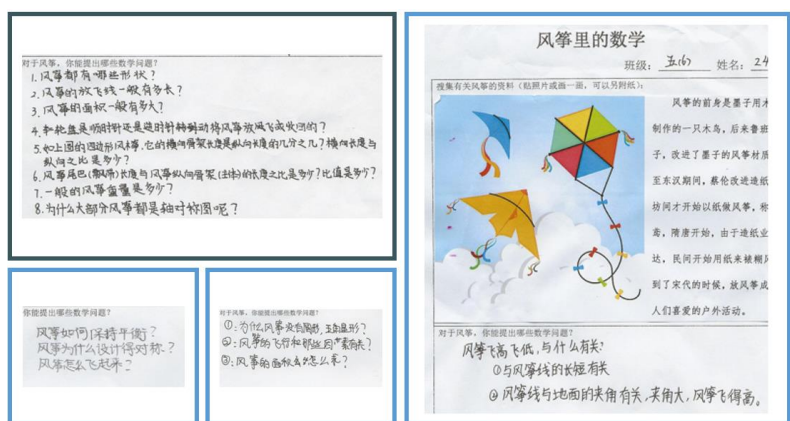 对于风筝，你能提出哪些数学问题？
1.风筝都有哪些形状？
2.风筝的放飞线一般有多长？
3.风筝的面积一般有多大？
4.轮盘是顺时针还是逆时针转动将风筝放飞或收回的？
5.如上图的四边形风筝,它的横向骨架长度是纵向长度的几分之几？横向长度与
纵向之比是多少？
6.风筝尾巴(飘带)长度与风筝纵向骨架(主体)的长度之比是多少？比值是多少？
7.一般的风筝重量是多少？
8.为什么大部分风筝都是轴对称图呢？
你能提出哪些数学问题？
风筝如何保持平衡？
风筝为什么设计得对称？
风筝怎么飞起来？
对于风筝，你能提出哪些数学问题？
①:为什么风筝没有圆形,五角星形？
②:风筝的飞行和那些因素有关？
③:风筝的面积怎么求？
风筝里的数学
班级： 五(6) 姓名：
搜集有关风筝的资料（贴照片或画一画，可以另附纸）：
风筝的前身是墨子用木
制作的一只木鸟，后来鲁班
子，改进了墨子的风筝材质
至东汉期间，蔡伦改进造纸
坊间才开始以纸做风筝，称
鸢，隋唐开始，由于造纸业
达，民间开始用纸来裱糊风
到了宋代的时候，放风筝成
人们喜爱的户外活动。
对于风筝，你能提出哪些数学问题？
风筝飞高飞低,与什么有关？
①与风筝线的长短有关
②风筝线与地面的夹角有关,夹角大,风筝飞得高。